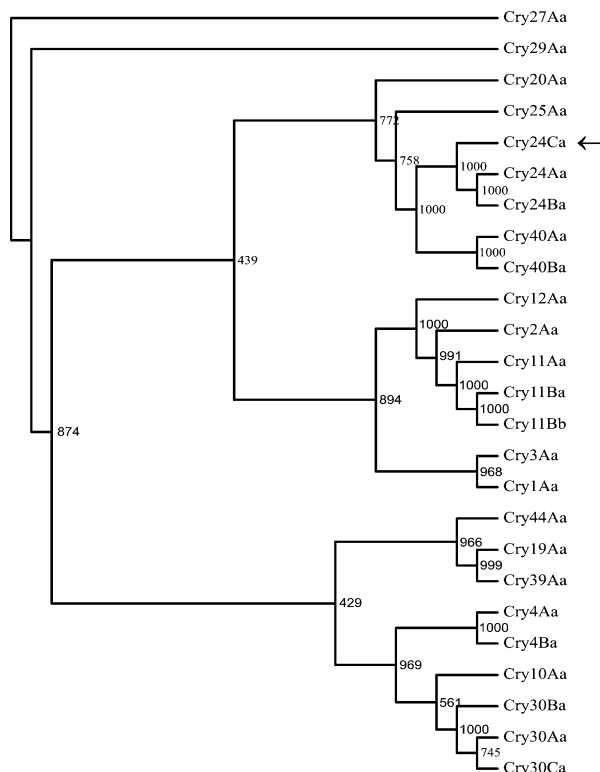 Cry27Aa
Cry29Aa
Cry20Aa
772
Cry25Aa
758
Cry24Ca ←
1000
Cry24Aa
1000
Cry24Ba
1000
Cry40Aa
1000
Cry40Ba
439
Cry12Aa
1000
Cry2Aa
991
Cry11Aa
1000
Cry11Ba
1000
Cry11Bb
894
Cry3Aa
968
Cry1Aa
874
Cry44Aa
966
Cry19Aa
999
Cry39Aa
429
Cry4Aa
1000
Cry4Ba
969
Cry10Aa
561
Cry30Ba
1000
Cry30Aa
745
Cry30Ca